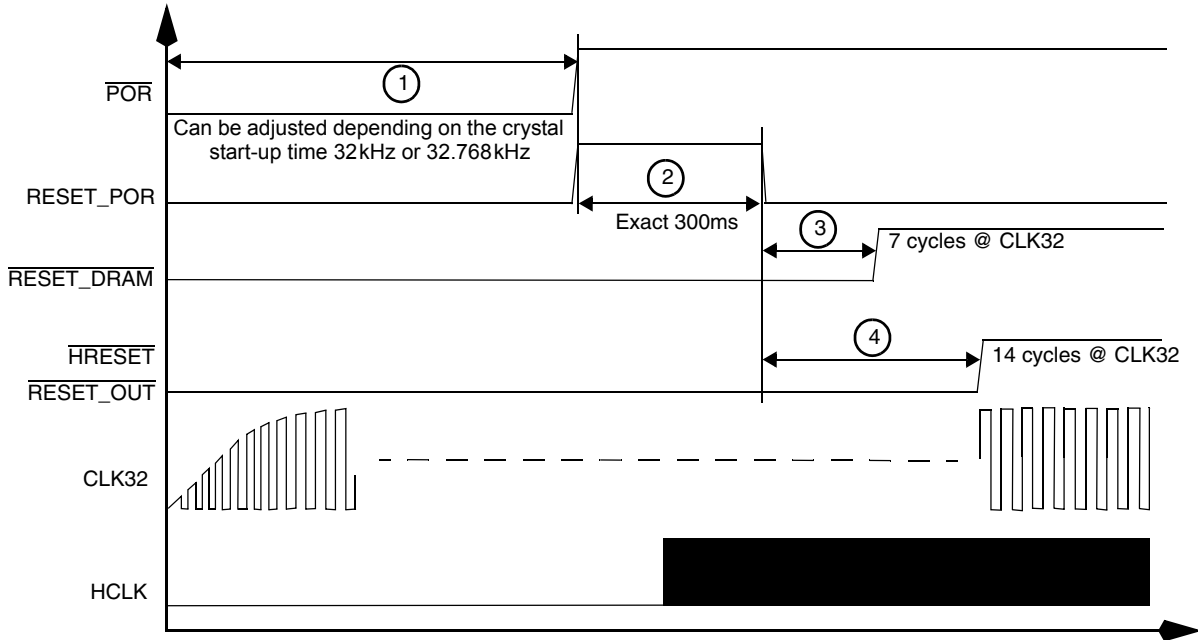 1
POR
Can be adjusted depending on the crystal
start-up time 32kHz or 32.768kHz
2
RESET_POR
Exact 300ms
3
7 cycles @ CLK32
RESET_DRAM
4
HRESET
14 cycles @ CLK32
RESET_OUT
CLK32
HCLK